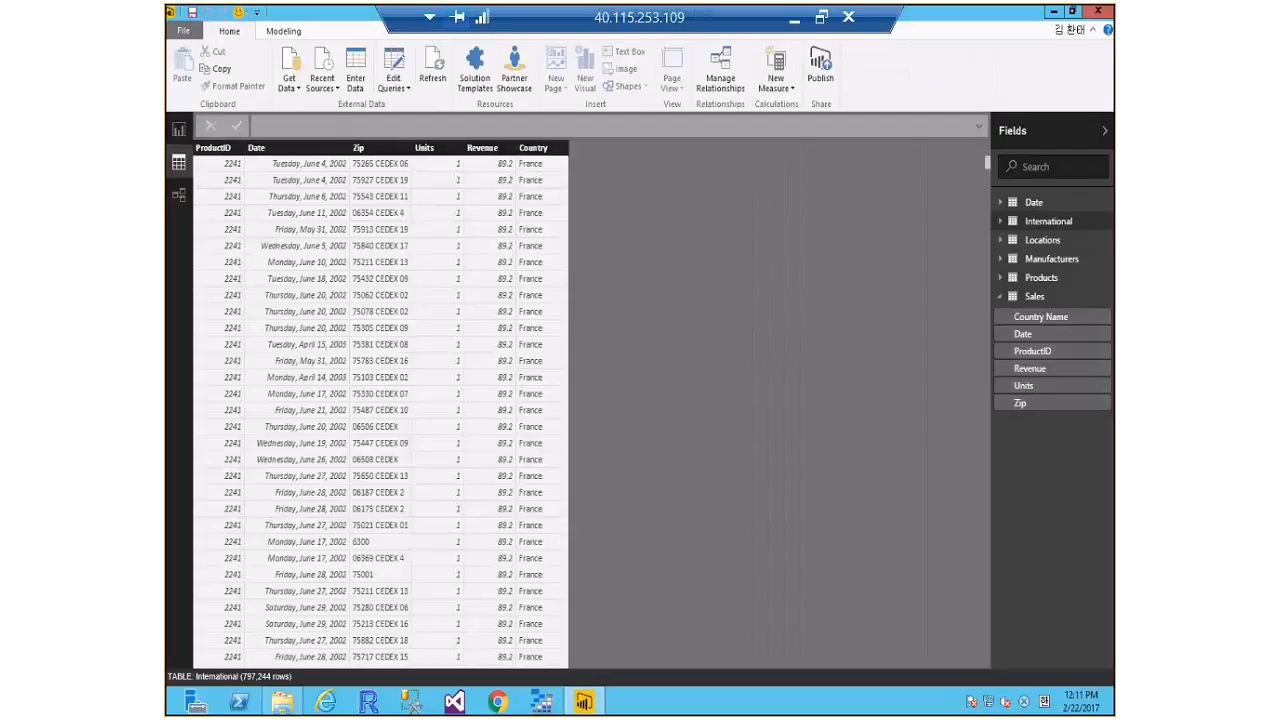 40.115.253.109
File Home Modeling 김 환태
Paste Cut Copy Format Painter Clipboard
Get Data Recent Sources Enter Data Edit Queries Refresh External Data
Solution Templates Partner Showcase Resources
New Page New Visual Text Box Image Shapes Insert
Page View View
Manage Relationships Relationships
New Measure Calculations
Publish Share
ProductID Date Zip Units Revenue Country
2241 Tuesday, June 4, 2002 75265 CEDEX 06 1 89.2 France
2241 Tuesday, June 4, 2002 75927 CEDEX 19 1 89.2 France
2241 Thursday, June 6, 2002 75543 CEDEX 11 1 89.2 France
2241 Tuesday, June 11, 2002 06354 CEDEX 4 1 89.2 France
2241 Friday, May 31, 2002 75913 CEDEX 19 1 89.2 France
2241 Wednesday, June 5, 2002 75840 CEDEX 17 1 89.2 France
2241 Monday, June 10, 2002 75211 CEDEX 13 1 89.2 France
2241 Tuesday, June 18, 2002 75432 CEDEX 09 1 89.2 France
2241 Thursday, June 20, 2002 75062 CEDEX 02 1 89.2 France
2241 Thursday, June 20, 2002 75078 CEDEX 02 1 89.2 France
2241 Thursday, June 20, 2002 75305 CEDEX 09 1 89.2 France
2241 Tuesday, April 15, 2003 75381 CEDEX 08 1 89.2 France
2241 Friday, May 31, 2002 75783 CEDEX 16 1 89.2 France
2241 Monday, April 14, 2003 75103 CEDEX 02 1 89.2 France
2241 Monday, June 17, 2002 75330 CEDEX 07 1 89.2 France
2241 Friday, June 21, 2002 75487 CEDEX 10 1 89.2 France
2241 Thursday, June 20, 2002 06506 CEDEX 1 89.2 France
2241 Wednesday, June 19, 2002 75447 CEDEX 09 1 89.2 France
2241 Wednesday, June 26, 2002 06508 CEDEX 1 89.2 France
2241 Thursday, June 27, 2002 75650 CEDEX 13 1 89.2 France
2241 Friday, June 28, 2002 06187 CEDEX 2 1 89.2 France
2241 Friday, June 28, 2002 06175 CEDEX 2 1 89.2 France
2241 Thursday, June 27, 2002 75021 CEDEX 01 1 89.2 France
2241 Monday, June 17, 2002 6300 1 89.2 France
2241 Monday, June 17, 2002 06369 CEDEX 4 1 89.2 France
2241 Friday, June 28, 2002 75001 1 89.2 France
2241 Thursday, June 27, 2002 75211 CEDEX 13 1 89.2 France
2241 Saturday, June 29, 2002 75280 CEDEX 06 1 89.2 France
2241 Saturday, June 29, 2002 75213 CEDEX 16 1 89.2 France
2241 Thursday, June 27, 2002 75882 CEDEX 18 1 89.2 France
2241 Friday, June 28, 2002 75717 CEDEX 15 1 89.2 France
Fields
Search
Date
International
Locations
Manufacturers
Products
Sales
Country Name
Date
ProductID
Revenue
Units
Zip
TABLE: International (797,244 rows)
한
12:11 PM
2/22/2017